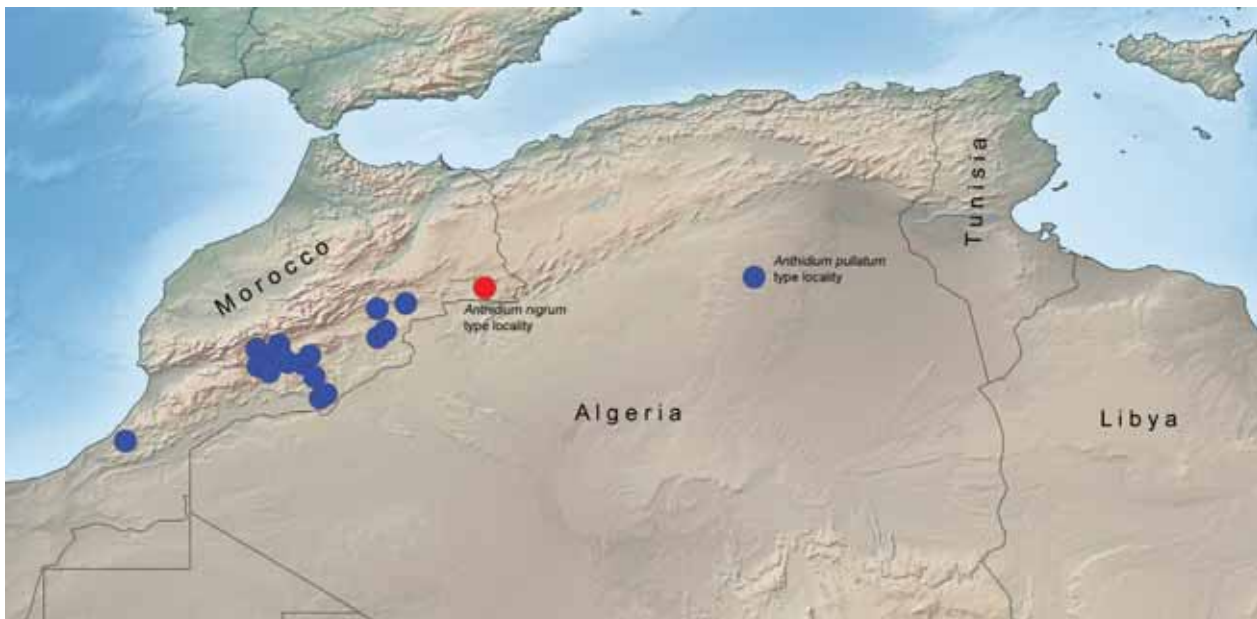 Tunisia
Morocco
Anthidium pullatum
type locality
Anthidium nigrum
type locality
Algeria
Libya